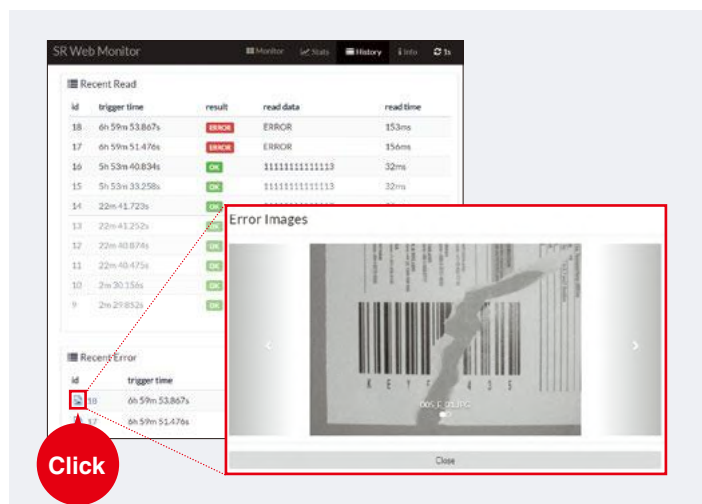 SR Web Monitor Monitor Stats History Info 1s
Recent Read
id trigger time result read data read time
18 6h 59m 53.867s ERROR ERROR 153ms
17 6h 59m 51.476s ERROR ERROR 156ms
16 5h 53m 40.834s OK 11111111111113 32ms
15 5h 53m 33.258s OK 11111111111113 32ms
14 22m 41.723s OK
13 22m 41.252s OK
12 22m 40.874s OK
11 22m 40.475s OK
10 2m 30.156s OK
9 2m 29.852s OK
Recent Error
id trigger time
18 6h 59m 53.867s
17 6h 59m 51.476s
Click
Error Images
K E Y 4 3 5
Close